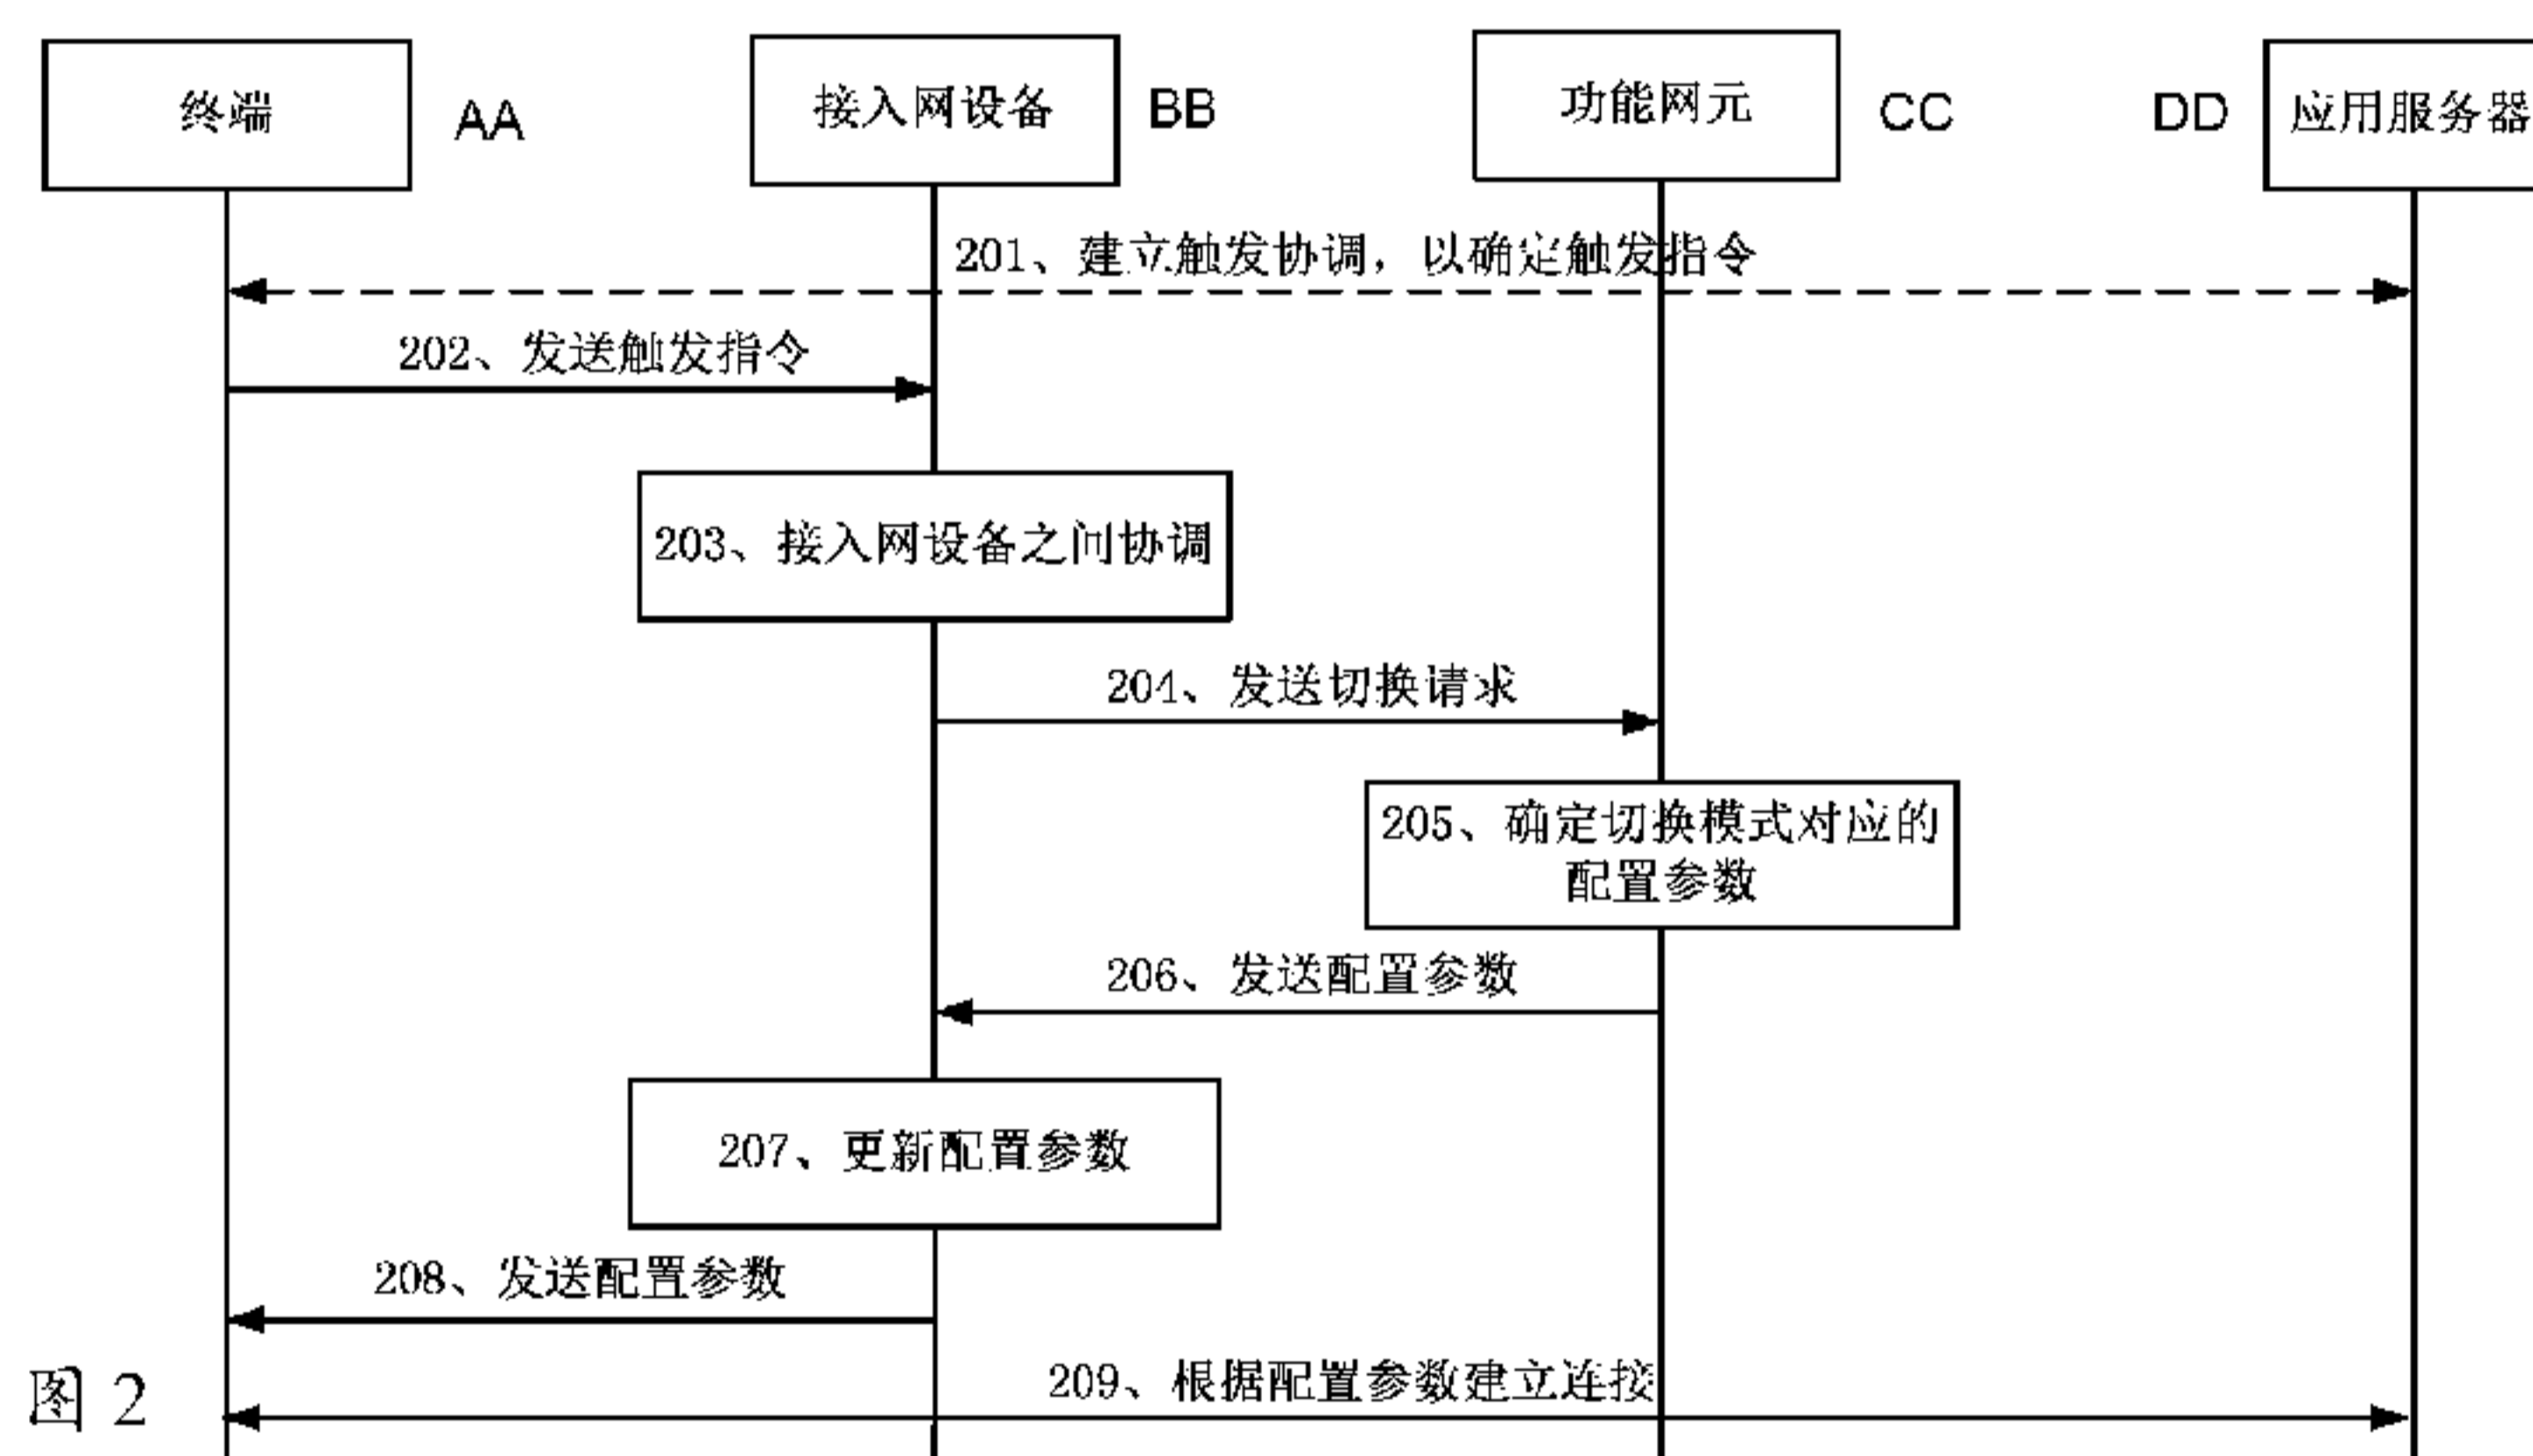 终端 AA 接入网设备 BB 功能网元 CC DD 应用服务器
201、建立触发协调，以确定触发指令
202、发送触发指令
203、接入网设备之间协调
204、发送切换请求
205、确定切换模式对应的
配置参数
206、发送配置参数
207、更新配置参数
208、发送配置参数
209、根据配置参数建立连接
图 2